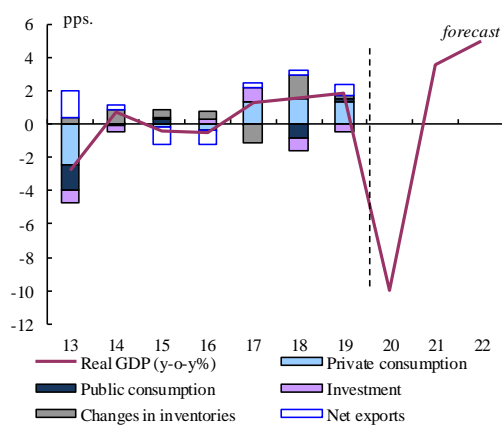 pps.
forecast
6
4
2
0
-2
-4
-6
-8
-10
-12
13 14 15 16 17 18 19 20 21 22
Real GDP (y-o-y%) Private consumption
Public consumption Investment
Changes in inventories Net exports